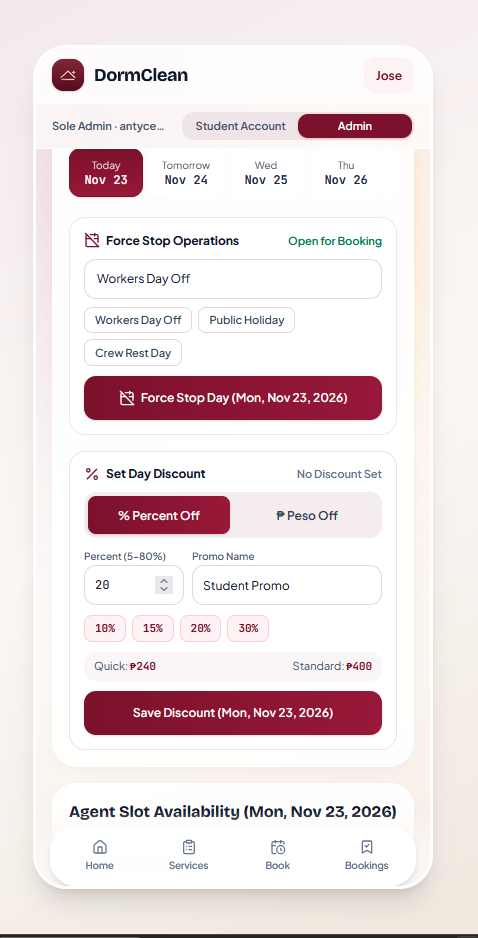 DormClean
Jose
Sole Admin · antyce...
Student Account
Admin
Today
Nov 23
Tomorrow
Nov 24
Wed
Nov 25
Thu
Nov 26
Force Stop Operations
Open for Booking
Workers Day Off
Workers Day Off
Public Holiday
Crew Rest Day
Force Stop Day (Mon, Nov 23, 2026)
Set Day Discount
No Discount Set
% Percent Off
₱ Peso Off
Percent (5–80%)
Promo Name
20
Student Promo
10%
15%
20%
30%
Quick: ₱240
Standard: ₱400
Save Discount (Mon, Nov 23, 2026)
Agent Slot Availability (Mon, Nov 23, 2026)
Home
Services
Book
Bookings